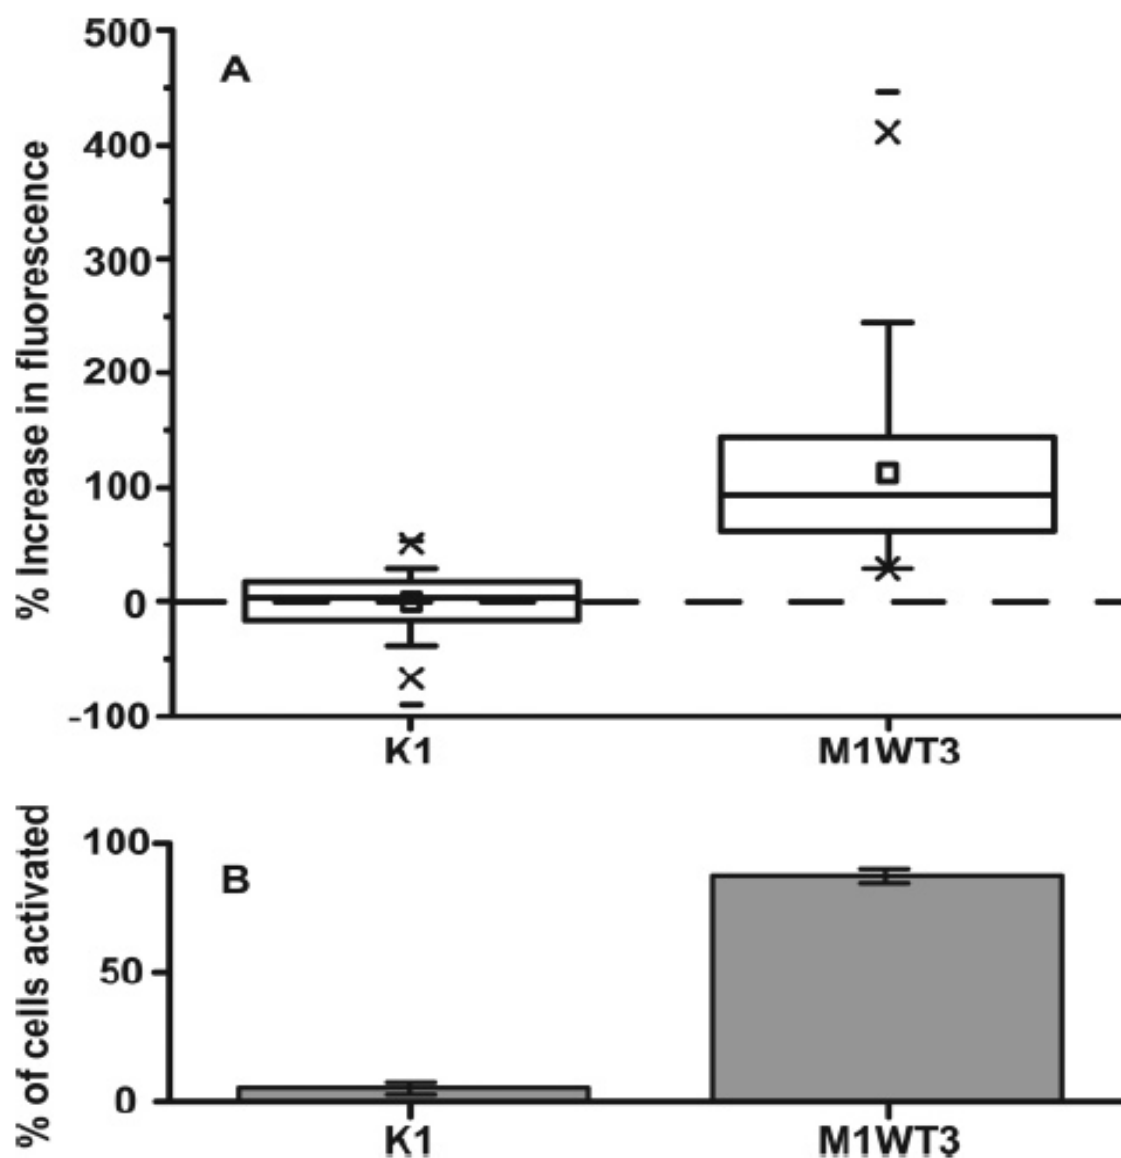 A
% Increase in fluorescence
500
400
300
200
100
0
-100
K1 M1WT3
B
% of cells activated
100
50
0
K1 M1WT3